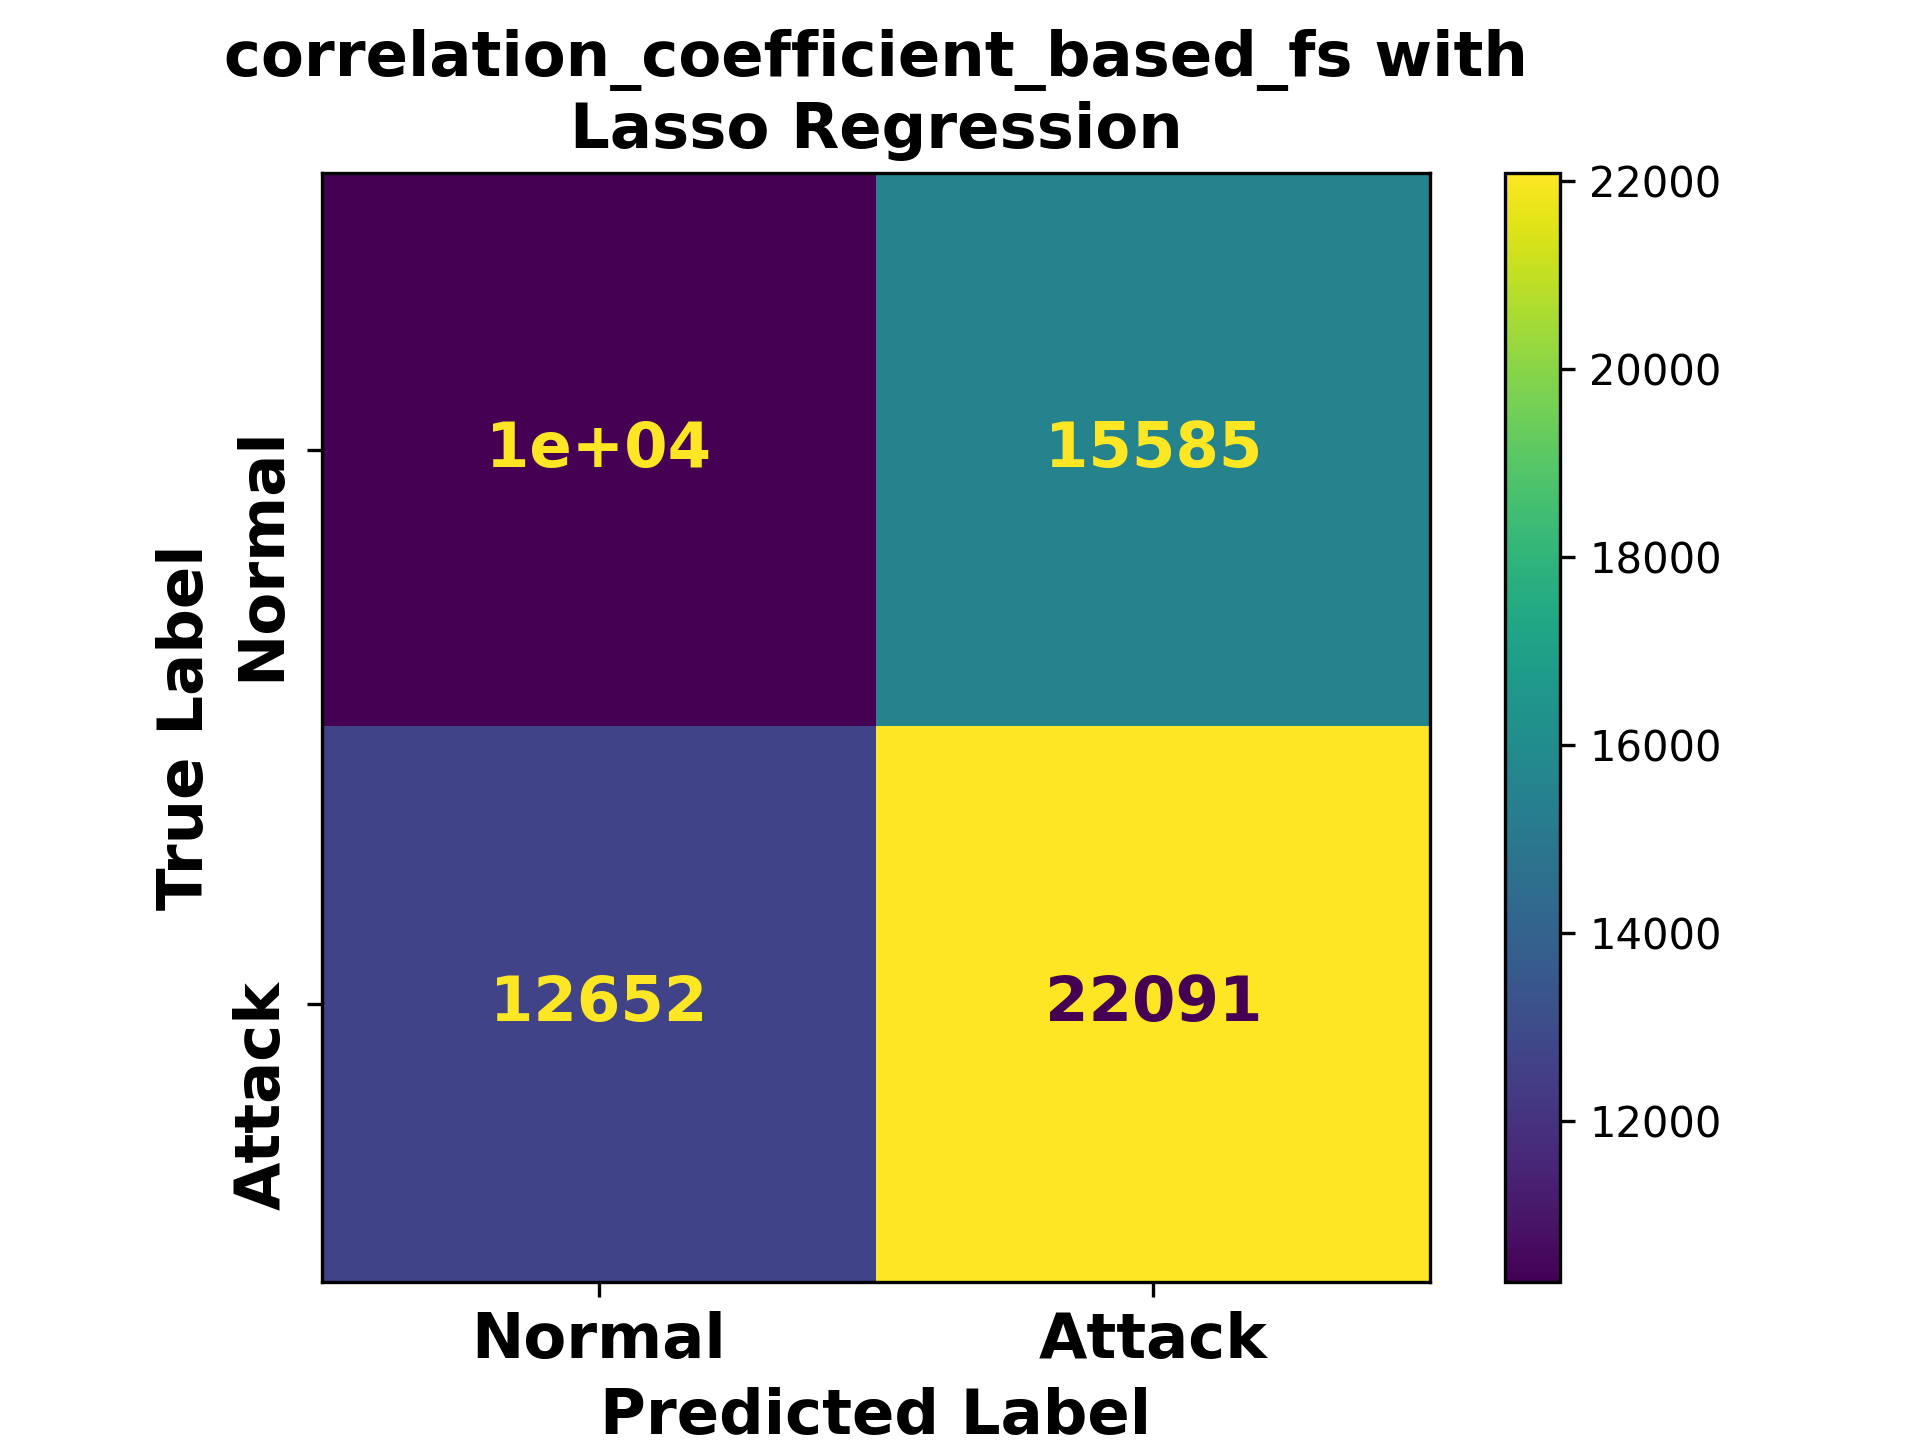 correlation_coefficient_based_fs with
Lasso Regression
True Label
Normal
Attack
1e+04
15585
12652
22091
Normal
Attack
Predicted Label
22000
20000
18000
16000
14000
12000